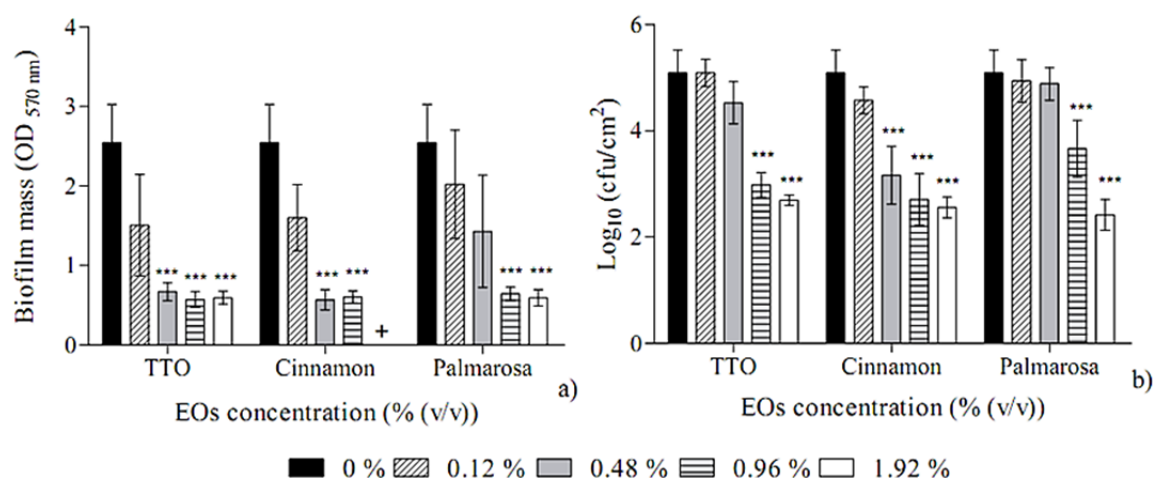 4
3
2
1
0
Biofilm mass (OD 570 nm)
***
***
***
***
***
+
***
***
TTO
Cinnamon
Palmarosa
EOs concentration (% (v/v))
a)
6
4
2
0
Log10 (cfu/cm2)
***
***
***
***
***
***
***
TTO
Cinnamon
Palmarosa
EOs concentration (% (v/v))
b)
0 % 0.12 % 0.48 % 0.96 % 1.92 %